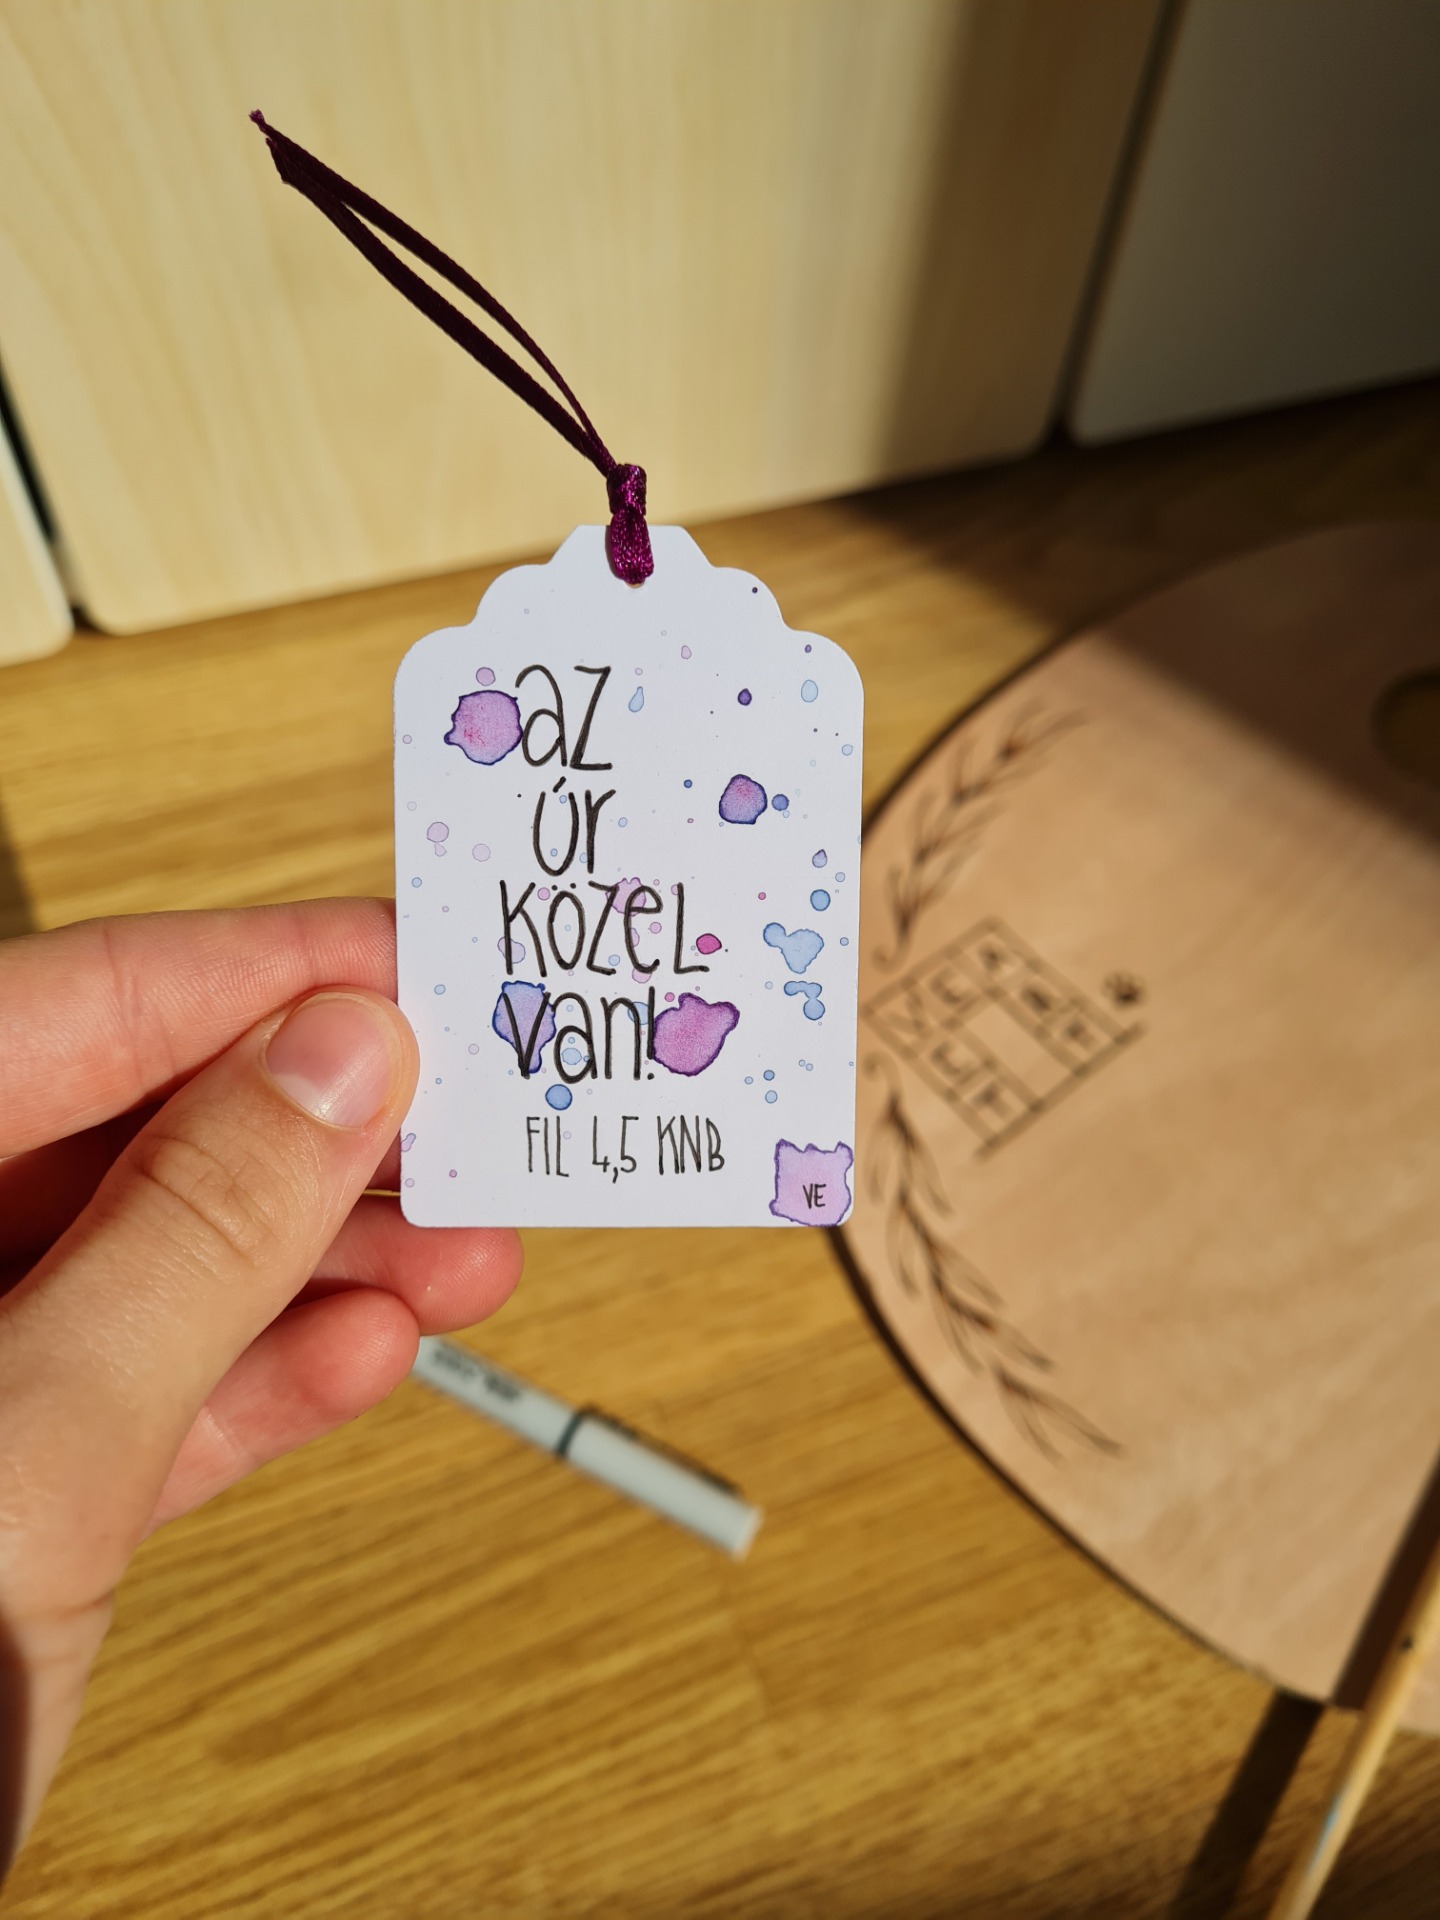 az
úr
közel
van!
FIL 4,5 KNB
VE